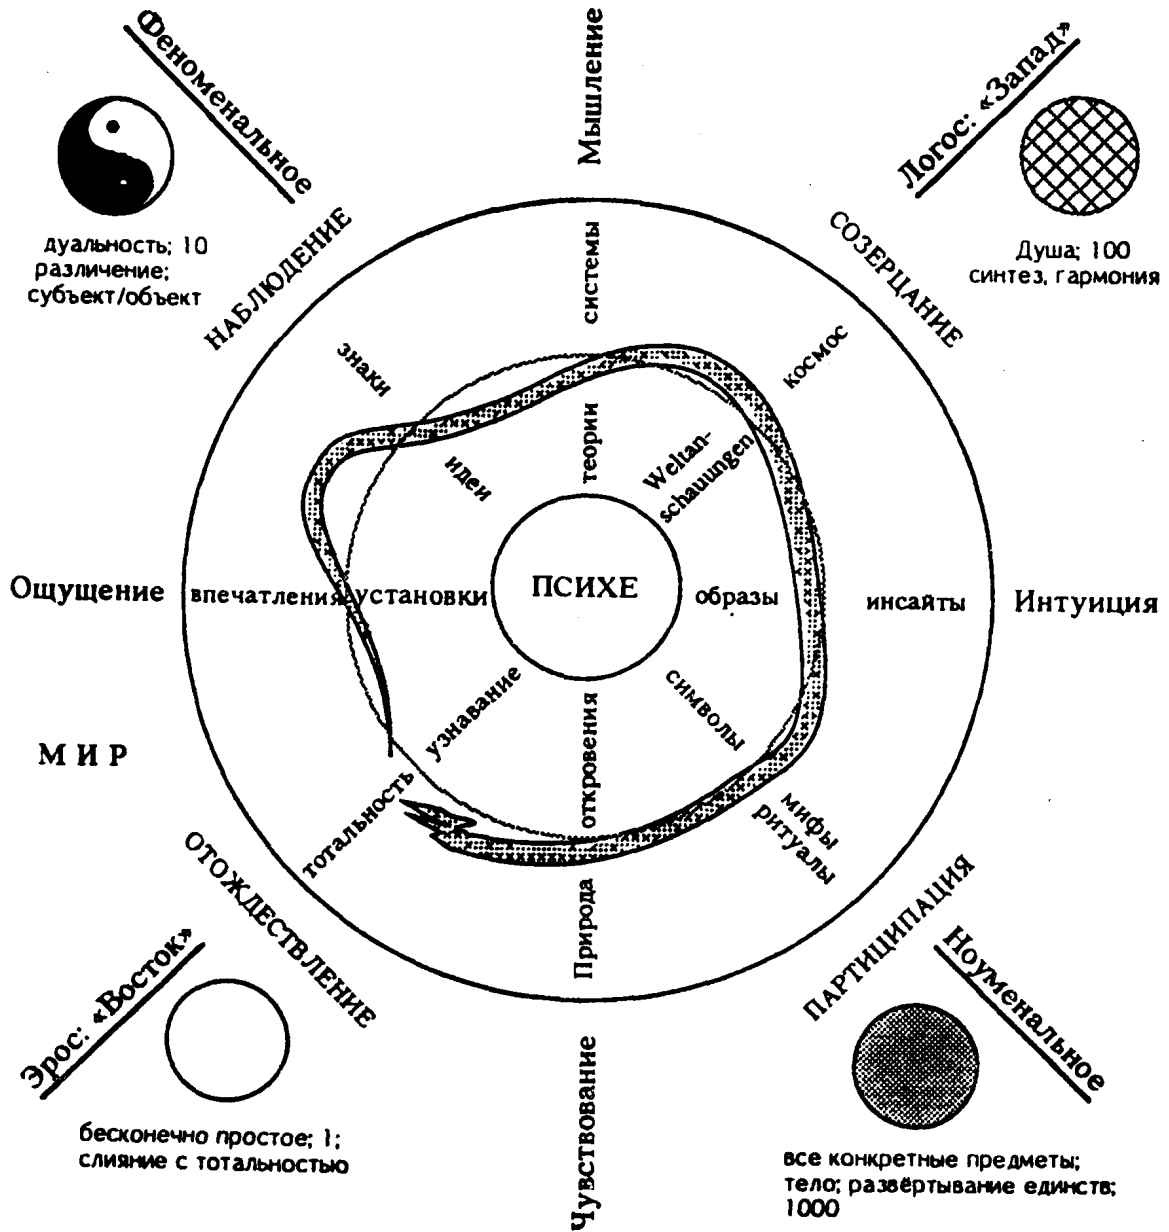 Феноменальное
Мышление
Логос: «Запад»
дуальность; 10
различение;
субъект/объект
НАБЛЮДЕНИЕ
СОЗЕРЦАНИЕ
Душа; 100
синтез, гармония
системы
знаки
космос
теории
идеи
Weltan-
schauungen
Ощущение
впечатления
установки
ПСИХЕ
образы
инсайты
Интуиция
МИР
узнавание
откровения
символы
тотальность
мифы
ритуалы
Природа
ОТОЖДЕСТВЛЕНИЕ
ПАРТИЦИПАЦИЯ
Эрос: «Восток»
Ноуменальное
бесконечно простое; 1;
слияние с тотальностью
Чувствование
все конкретные предметы;
тело; развёртывание единств;
1000